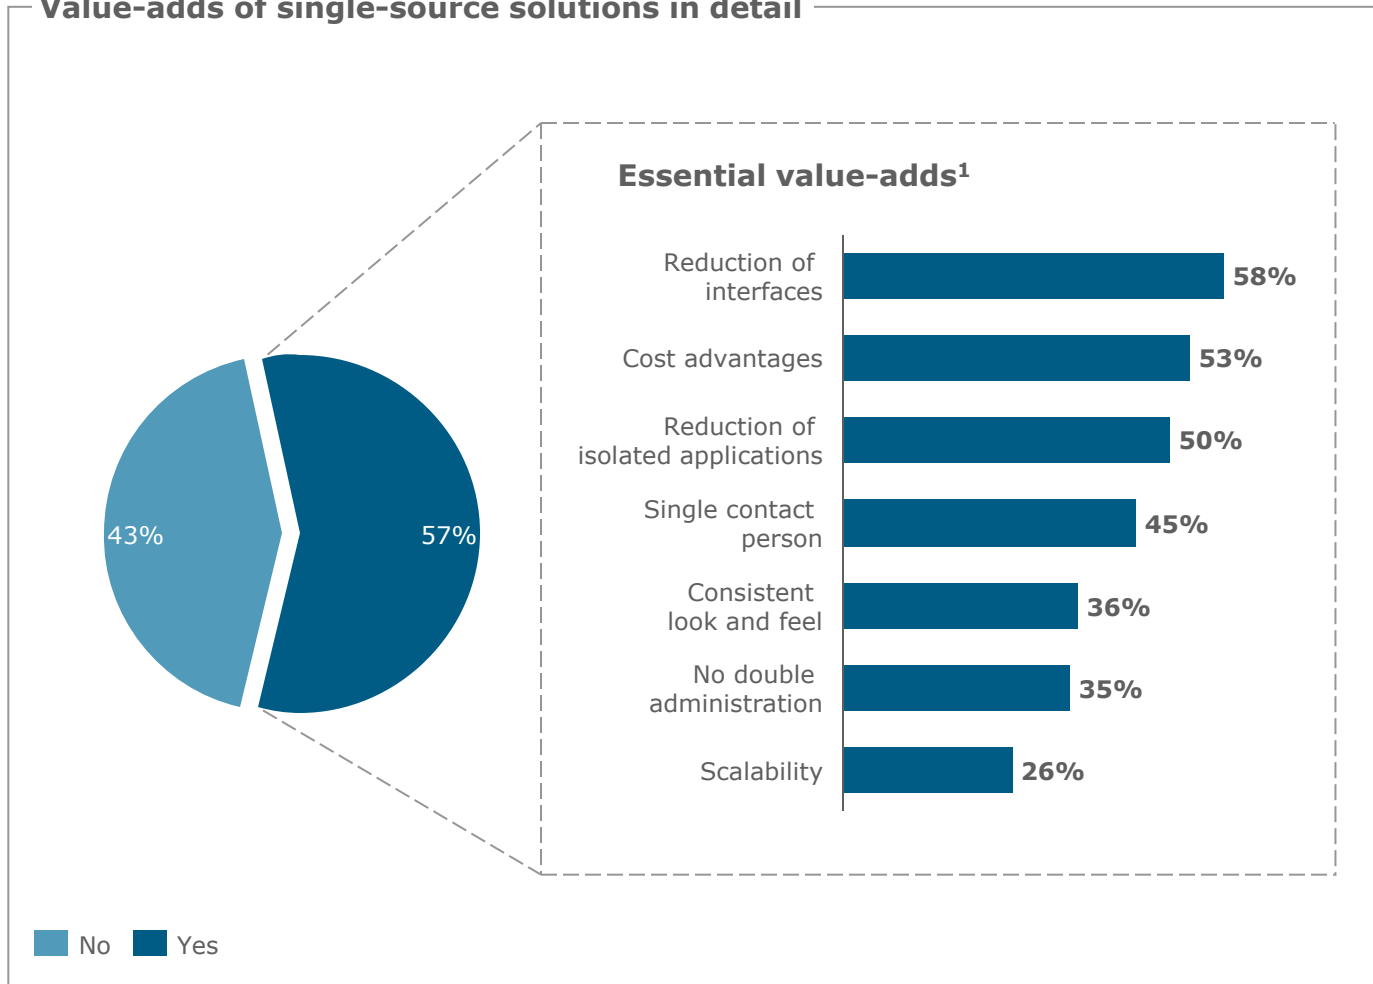 Value-adds of single-source solutions in detail
Essential value-adds¹
Reduction of
interfaces
58%
Cost advantages
53%
Reduction of
isolated applications
50%
Single contact
person
45%
Consistent
look and feel
36%
No double
administration
35%
Scalability
26%
43%
57%
No
Yes